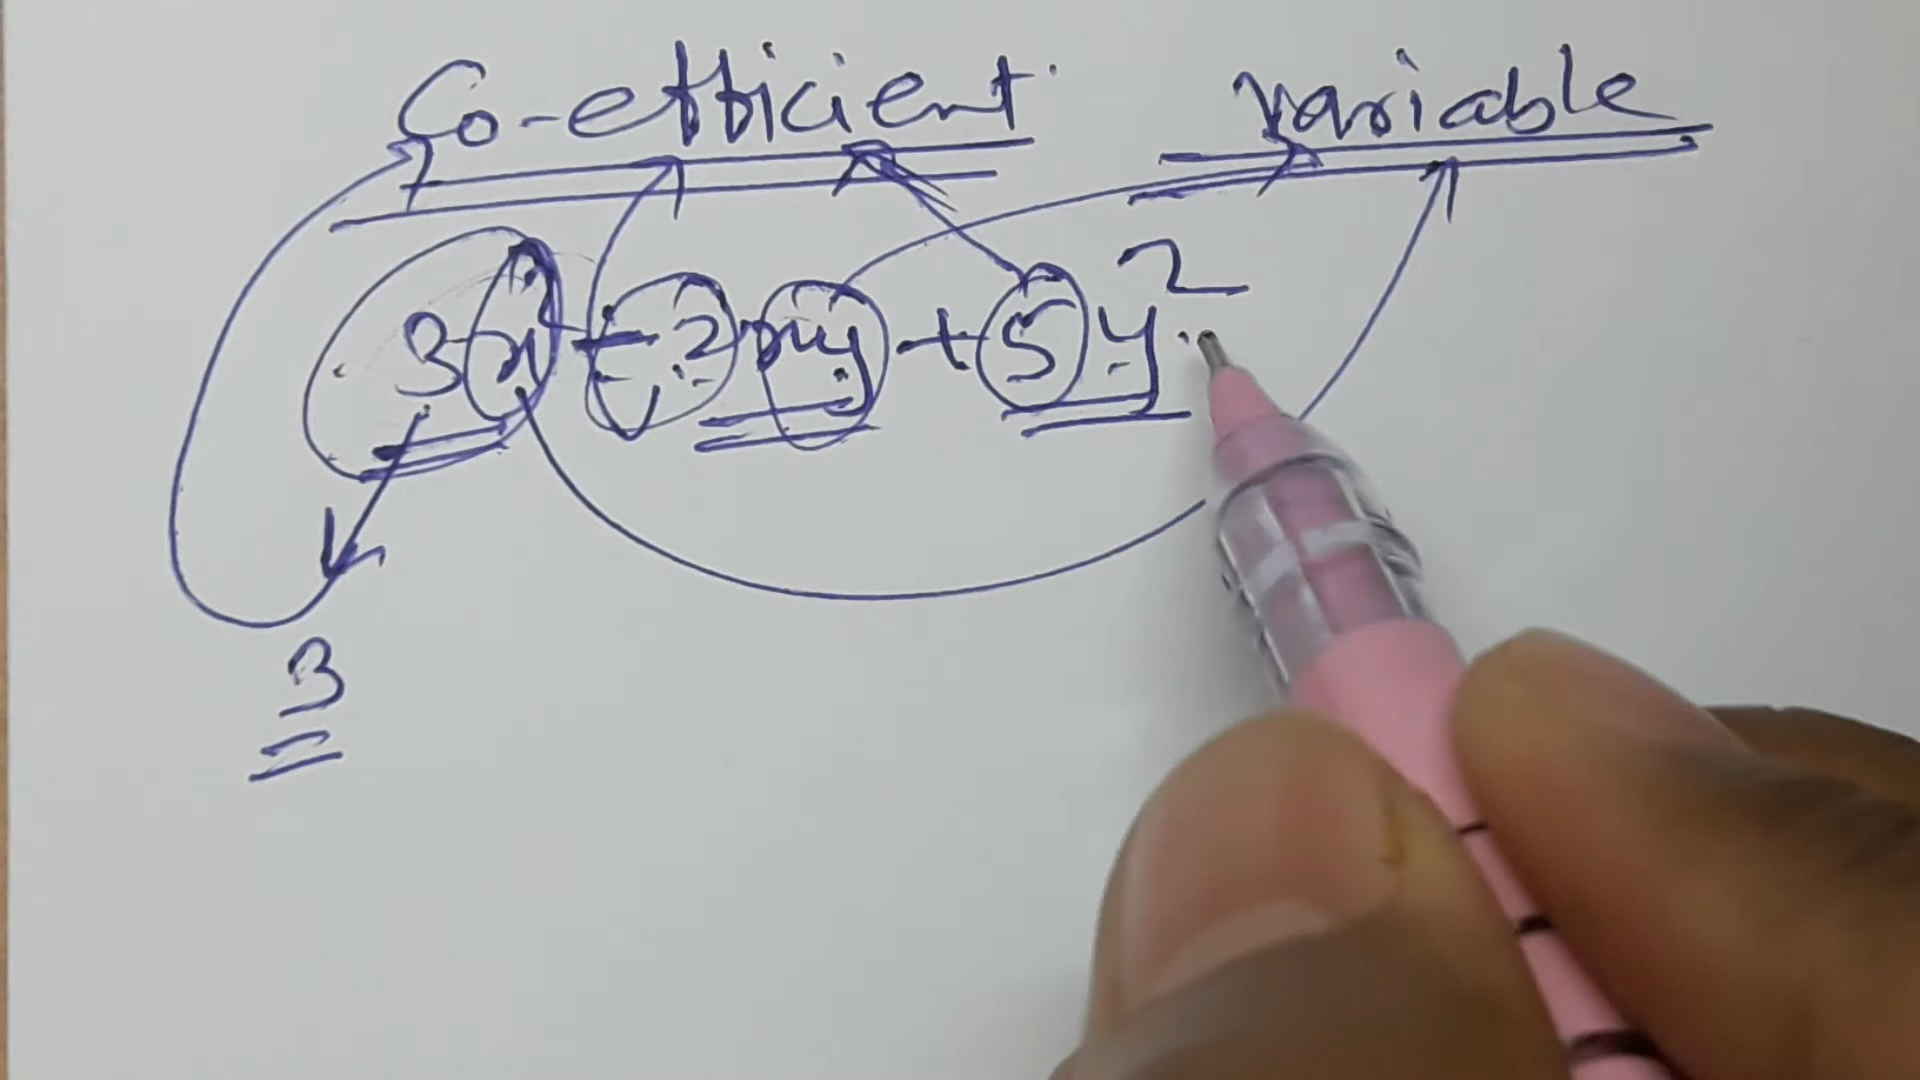 Co-efficient variable
3x - 2xy + 5y²
3